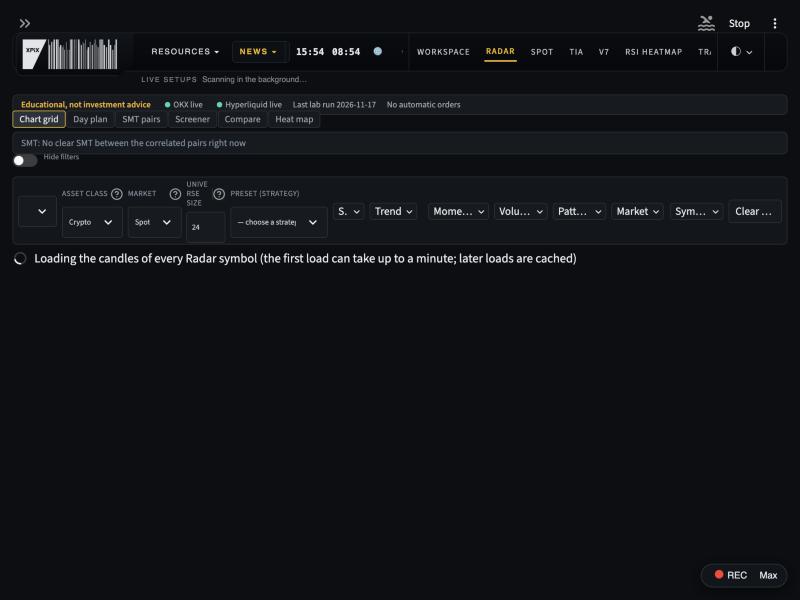 Stop
XPIX
RESOURCES
NEWS
15:54 08:54
WORKSPACE
RADAR
SPOT
TIA
V7
RSI HEATMAP
LIVE SETUPS Scanning in the background...
Educational, not investment advice
OKX live
Hyperliquid live
Last lab run 2026-11-17
No automatic orders
Chart grid
Day plan
SMT pairs
Screener
Compare
Heat map
SMT: No clear SMT between the correlated pairs right now
Hide filters
ASSET CLASS ?
MARKET ?
UNIVE
RSE
SIZE ?
PRESET (STRATEGY)
Crypto
Spot
24
— choose a strate
S.
Trend
Mome...
Volu...
Patt...
Market
Sym...
Clear ...
Loading the candles of every Radar symbol (the first load can take up to a minute; later loads are cached)
REC Max